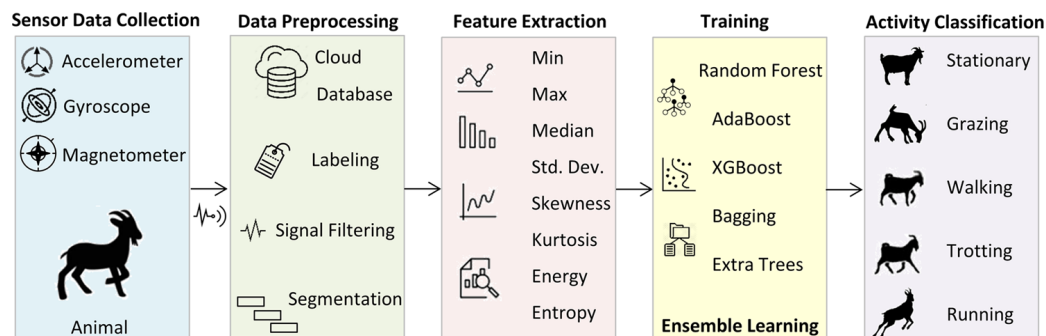 Sensor Data Collection
Accelerometer
Gyroscope
Magnetometer
Animal
Data Preprocessing
Cloud
Database
Labeling
Signal Filtering
Segmentation
Feature Extraction
Min
Max
Median
Std. Dev.
Skewness
Kurtosis
Energy
Entropy
Training
Random Forest
AdaBoost
XGBoost
Bagging
Extra Trees
Ensemble Learning
Activity Classification
Stationary
Grazing
Walking
Trotting
Running